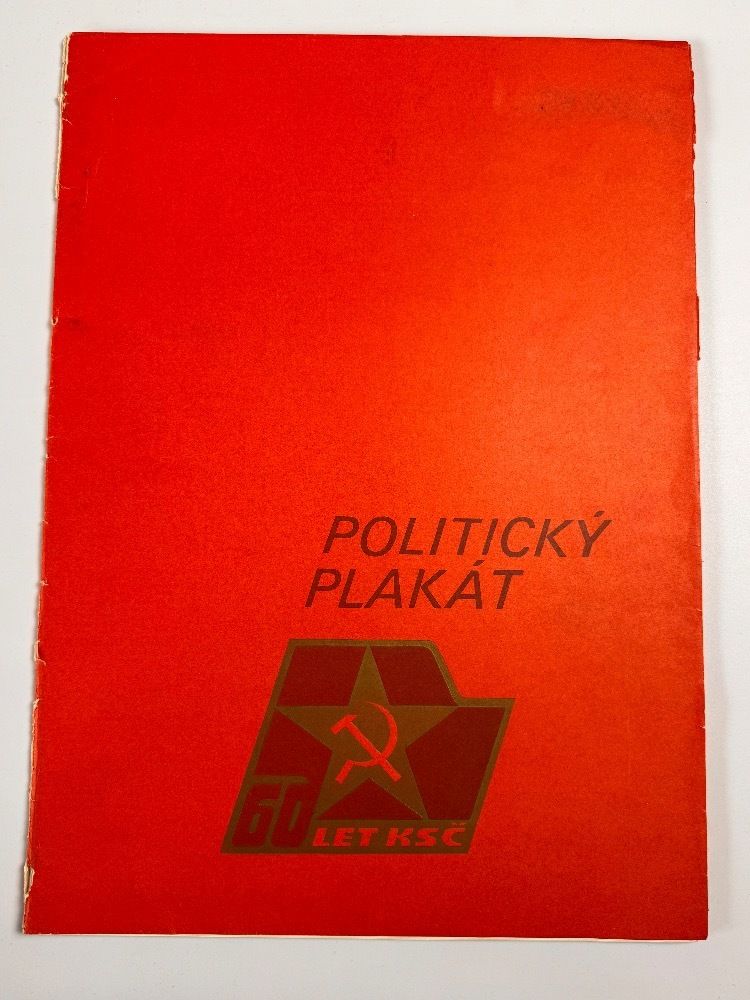 POLITICKÝ
PLAKÁT
60
LET KSČ